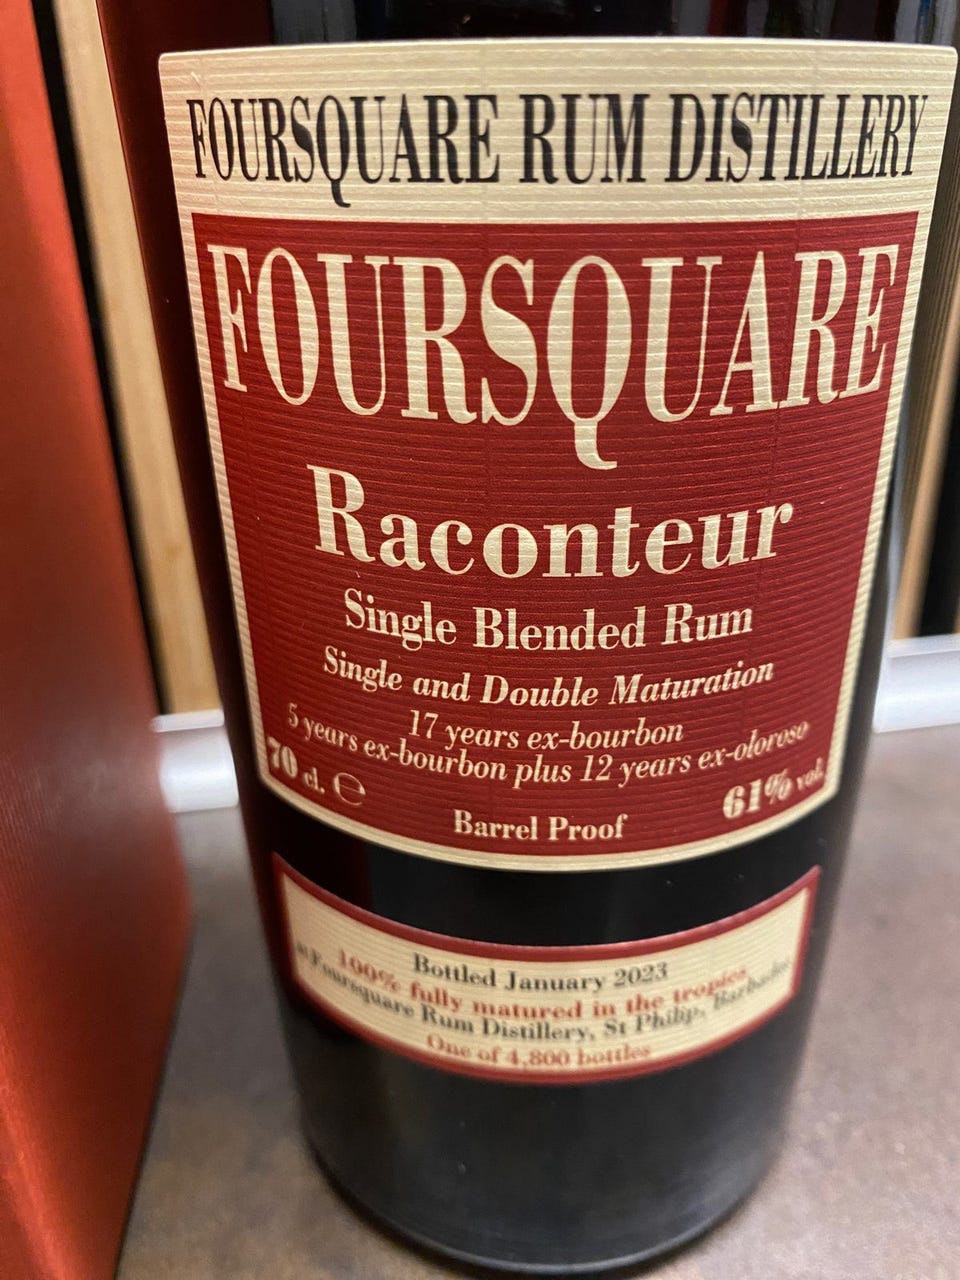 FOURSQUARE RUM DISTILLERY
FOURSQUARE
Raconteur
Single Blended Rum
Single and Double Maturation
17 years ex-bourbon
5 years ex-bourbon plus 12 years ex-oloroso
70 cl. ℮
61% vol.
Barrel Proof
Bottled January 2023
100% fully matured in the tropics
at Foursquare Rum Distillery, St Philip, Barbados
One of 4,800 bottles